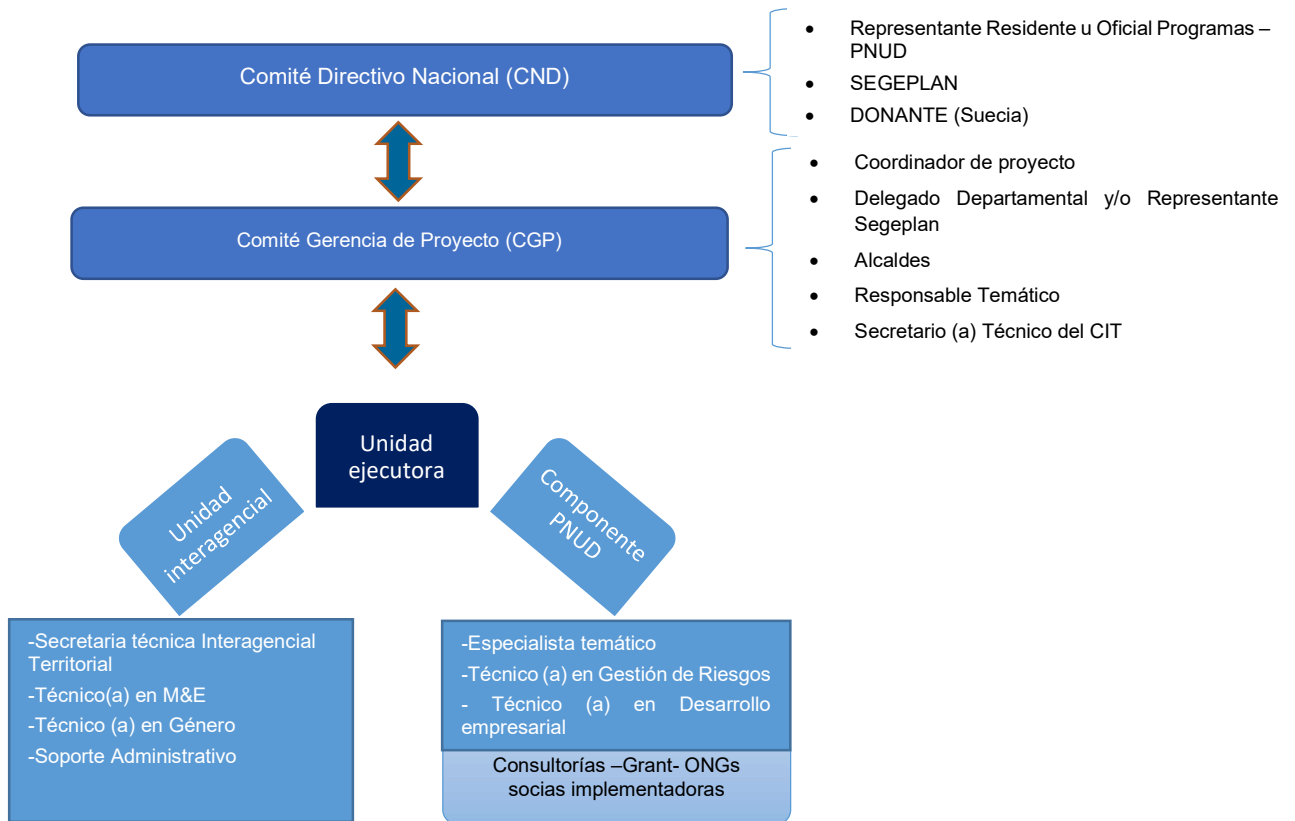 Comité Directivo Nacional (CND)
• Representante Residente u Oficial Programas –
PNUD
• SEGEPLAN
• DONANTE (Suecia)
Comité Gerencia de Proyecto (CGP)
• Coordinador de proyecto
• Delegado Departamental y/o Representante
Segeplan
• Alcaldes
• Responsable Temático
• Secretario (a) Técnico del CIT
Unidad
ejecutora
Unidad
interagencial
Componente
PNUD
-Secretaria técnica Interagencial
Territorial
-Técnico(a) en M&E
-Técnico (a) en Género
-Soporte Administrativo
-Especialista temático
-Técnico (a) en Gestión de Riesgos
- Técnico (a) en Desarrollo
empresarial
Consultorías –Grant- ONGs
socias implementadoras